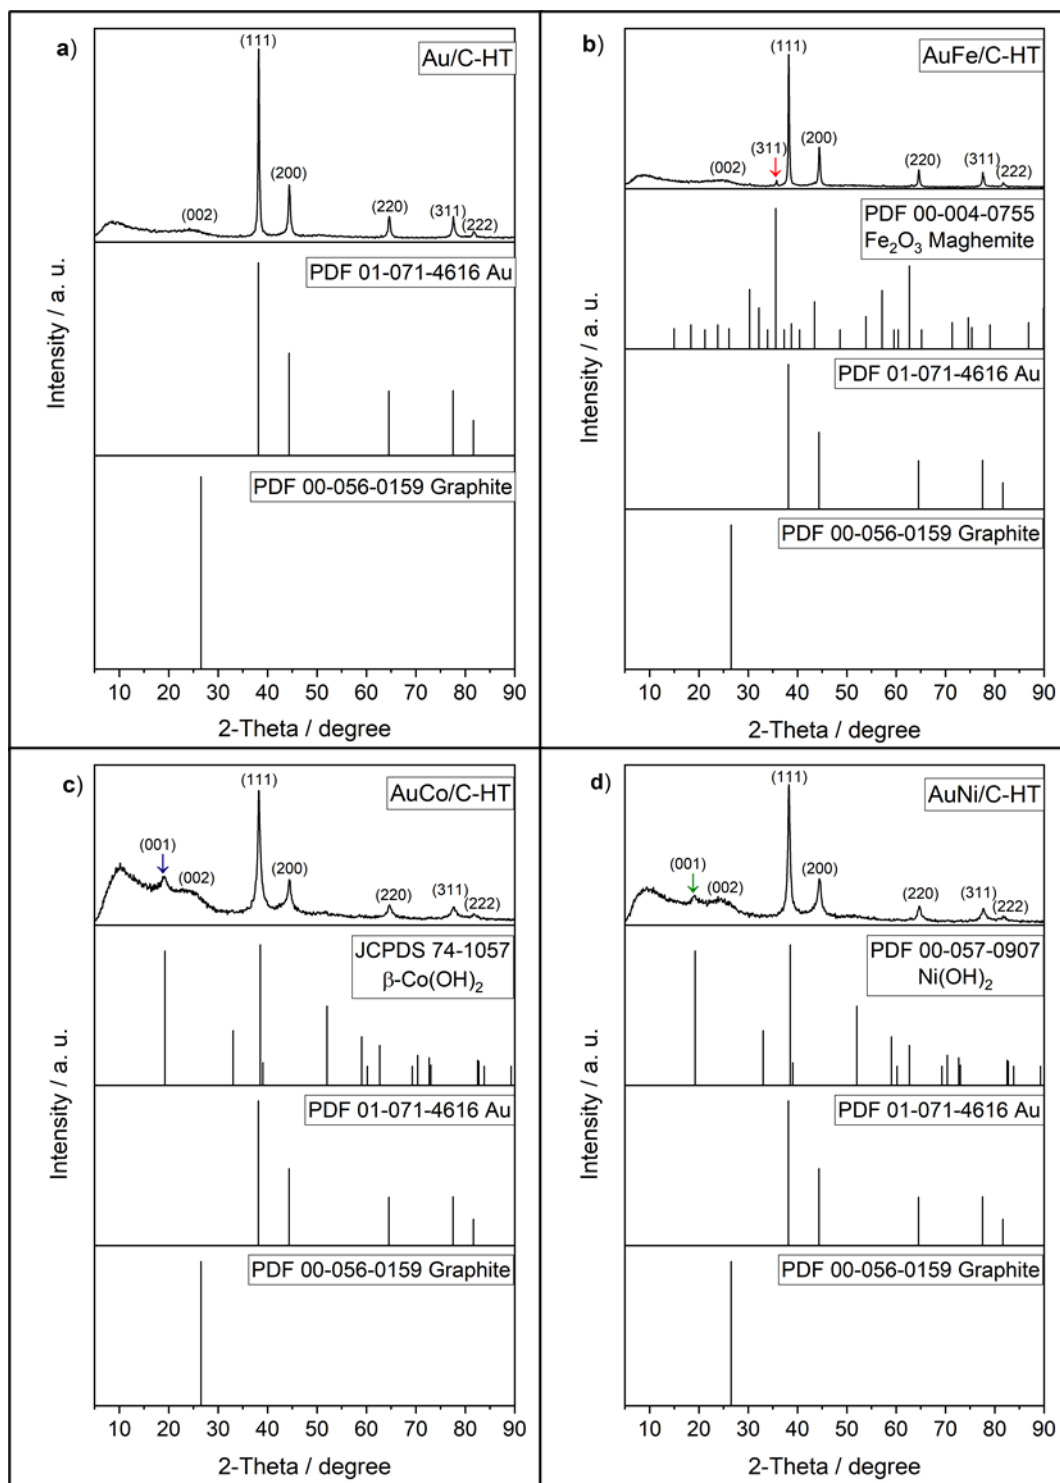 a)
(111)
Au/C-HT
(200)
(002)
(220)
(311)
(222)
PDF 01-071-4616 Au
PDF 00-056-0159 Graphite
Intensity / a. u.
10 20 30 40 50 60 70 80 90
2-Theta / degree
b)
(111)
AuFe/C-HT
(311)
(200)
(002)
(220)
(311)
(222)
PDF 00-004-0755
Fe₂O₃ Maghemite
PDF 01-071-4616 Au
PDF 00-056-0159 Graphite
Intensity / a. u.
10 20 30 40 50 60 70 80 90
2-Theta / degree
c)
(111)
AuCo/C-HT
(001)
(002)
(200)
(220)
(311)
(222)
JCPDS 74-1057
β-Co(OH)₂
PDF 01-071-4616 Au
PDF 00-056-0159 Graphite
Intensity / a. u.
10 20 30 40 50 60 70 80 90
2-Theta / degree
d)
(111)
AuNi/C-HT
(001)
(002)
(200)
(220)
(311)
(222)
PDF 00-057-0907
Ni(OH)₂
PDF 01-071-4616 Au
PDF 00-056-0159 Graphite
Intensity / a. u.
10 20 30 40 50 60 70 80 90
2-Theta / degree